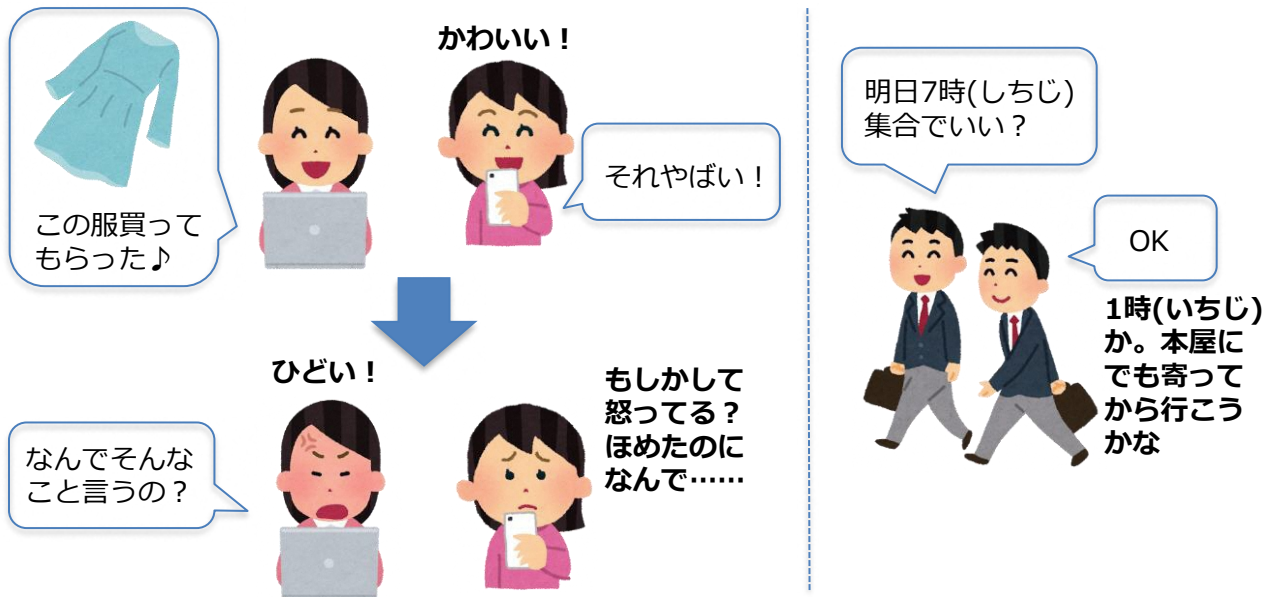 この服買って
もらった♪
かわいい！
それやばい！
ひどい！
なんでそんな
こと言うの？
もしかして
怒ってる？
ほめたのに
なんで……
明日7時(しちじ)
集合でいい？
OK
1時(いちじ)
か。本屋に
でも寄って
から行こう
かな